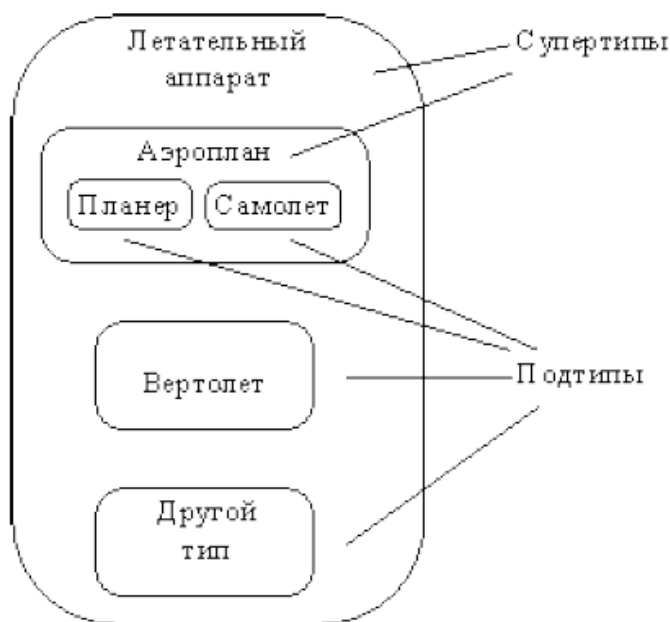 Летательный
аппарат
Супертипы
Аэроплан
Планер
Самолет
Вертолет
Подтипы
Другой
тип